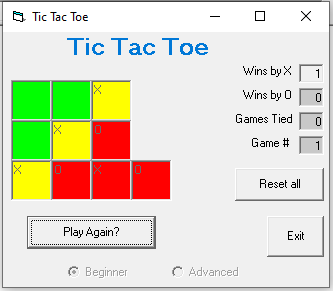 Tic Tac Toe
Tic Tac Toe
Wins by X 1
Wins by O 0
Games Tied 0
Game # 1
X
X O
X O X O
Reset all
Play Again?
Exit
Beginner Advanced